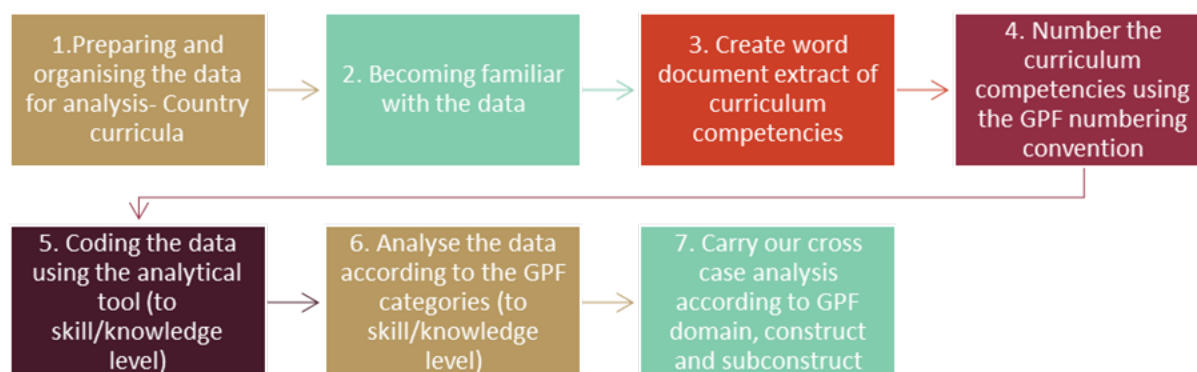 1.Preparing and
organising the data
for analysis- Country
curricula
2. Becoming familiar
with the data
3. Create word
document extract of
curriculum
competencies
4. Number the
curriculum
competencies using
the GPF numbering
convention
5. Coding the data
using the analytical
tool (to
skill/knowledge
level)
6. Analyse the data
according to the GPF
categories (to
skill/knowledge
level)
7. Carry our cross
case analysis
according to GPF
domain, construct
and subconstruct